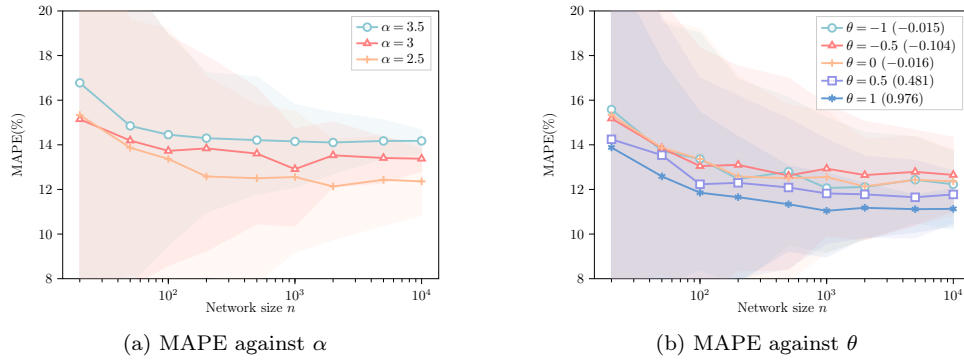 20
18
16
14
12
10
8
MAPE(%)
10²
10³
10⁴
Network size n
α = 3.5
α = 3
α = 2.5
(a) MAPE against α
20
18
16
14
12
10
8
MAPE(%)
10²
10³
10⁴
Network size n
θ = −1 (−0.015)
θ = −0.5 (−0.104)
θ = 0 (−0.016)
θ = 0.5 (0.481)
θ = 1 (0.976)
(b) MAPE against θ